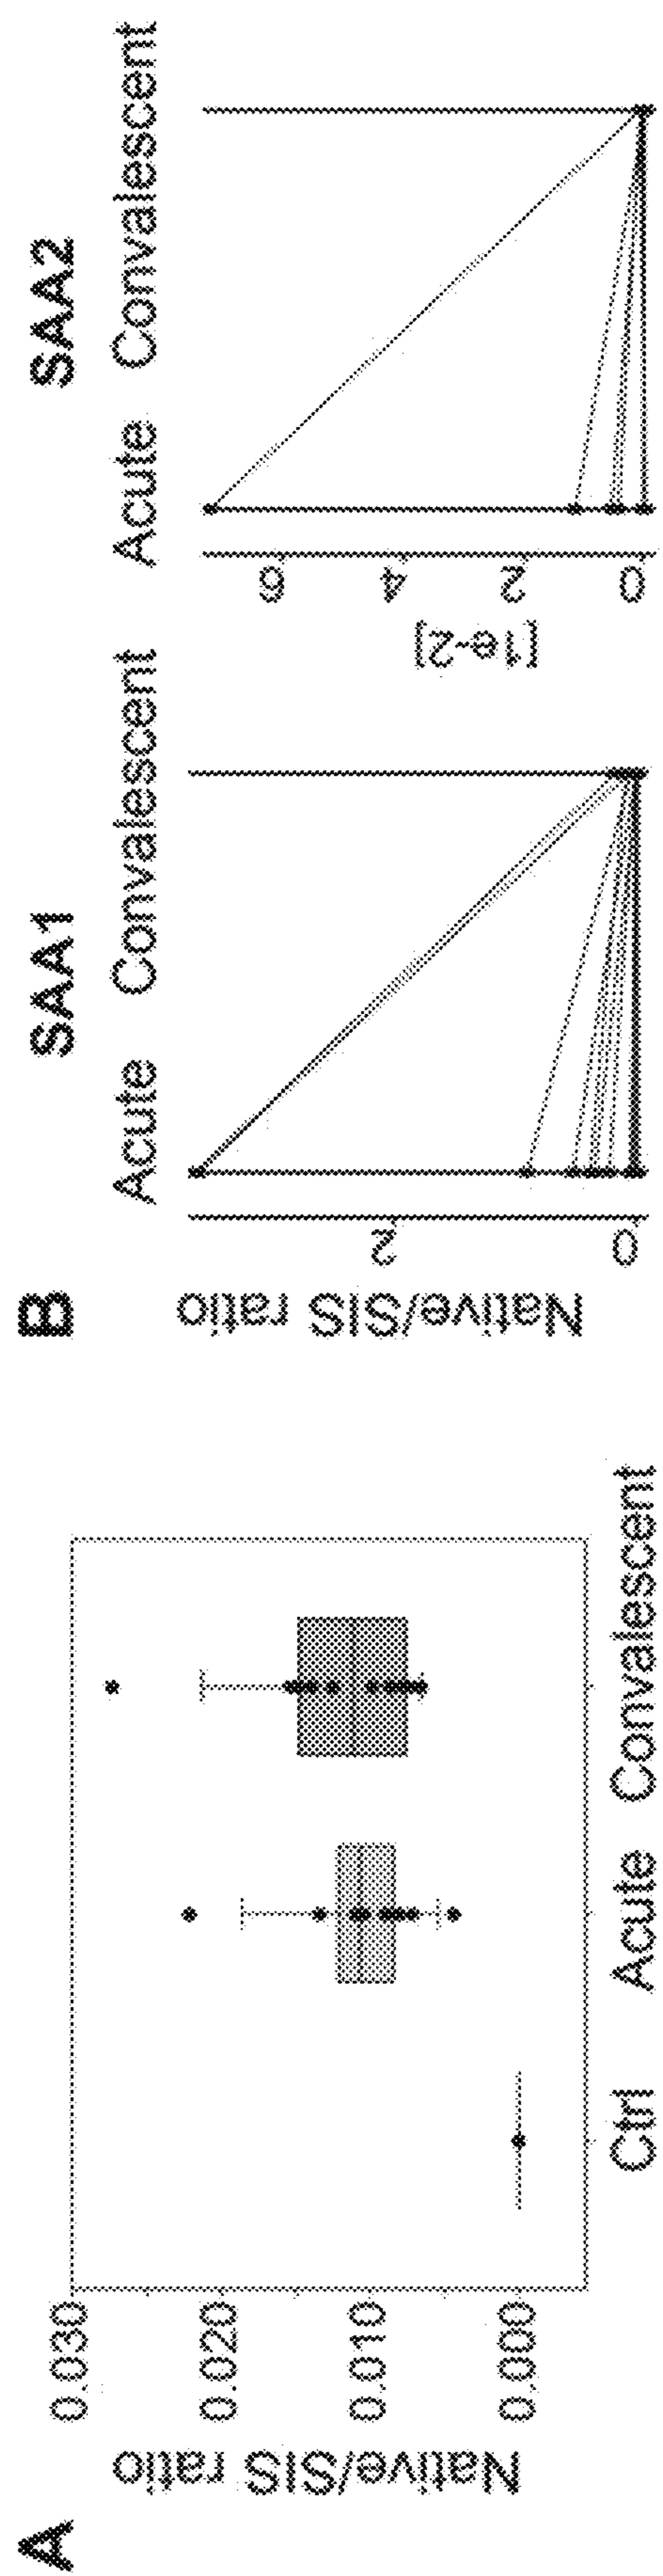 A
Native/SIS ratio
0.030
0.020
0.010
0.000
Ctrl Acute Convalescent
B
SAA1
Acute Convalescent
Native/SIS ratio
2
0
SAA2
Acute Convalescent
[1e-2]
6
4
2
0